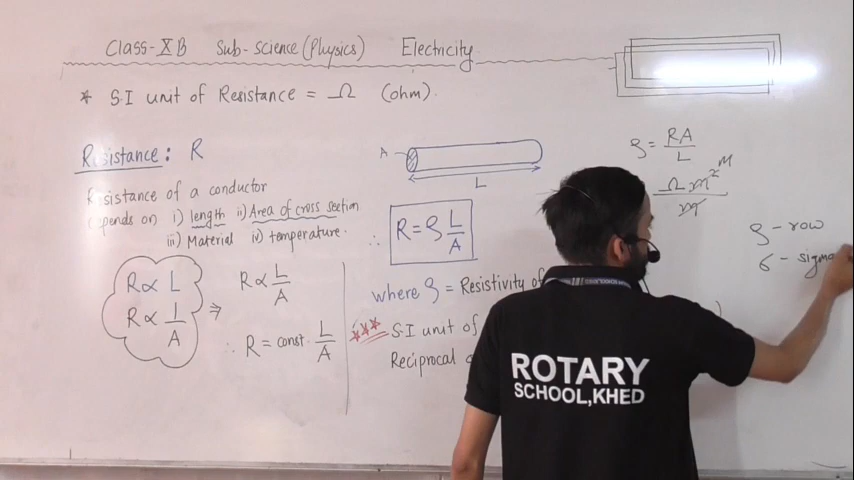 Class-XB Sub-science(Physics) Electricity
* S.I unit of Resistance = Ω (ohm).
Resistance: R
Resistance of a conductor
depends on i) length ii) Area of cross section
iii) Material iv) temperature.
R ∝ L
R ∝ 1/A
⇒ R ∝ L/A
∴ R = const. L/A
A
L
∴ R = ρ L/A
where ρ = Resistivity of
*** S.I unit of
Reciprocal
ρ = RA/L
Ω m² / m
M
ρ - row
σ - sigma
ROTARY
SCHOOL,KHED